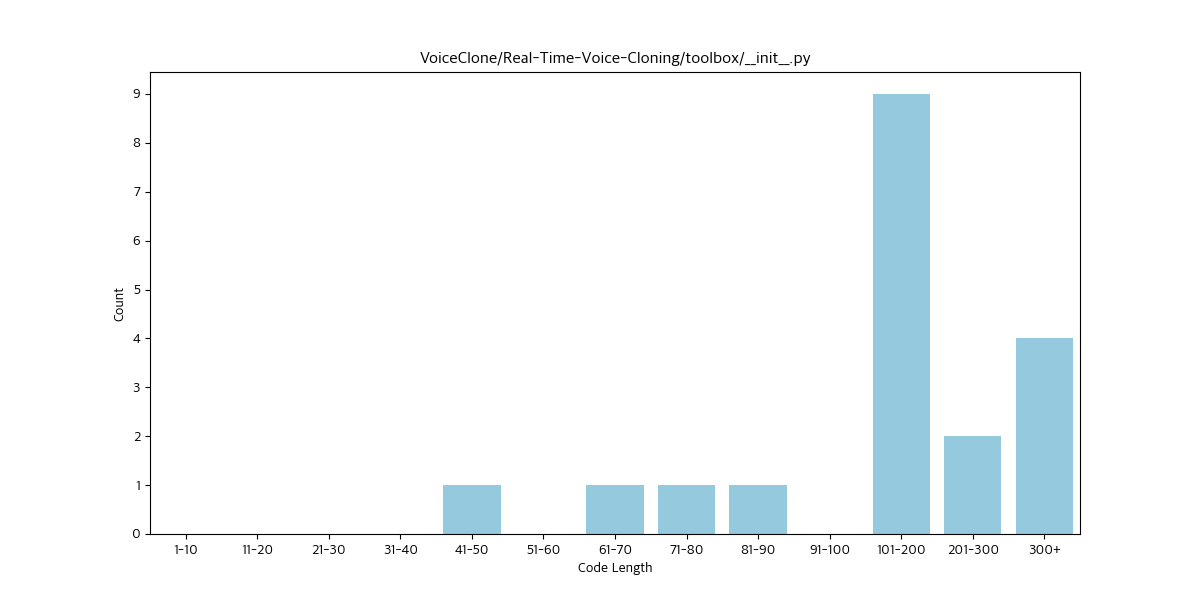 VoiceClone/Real-Time-Voice-Cloning/toolbox/__init__.py
9
8
7
6
5
4
3
2
1
0
Count
1-10 11-20 21-30 31-40 41-50 51-60 61-70 71-80 81-90 91-100 101-200 201-300 300+
Code Length